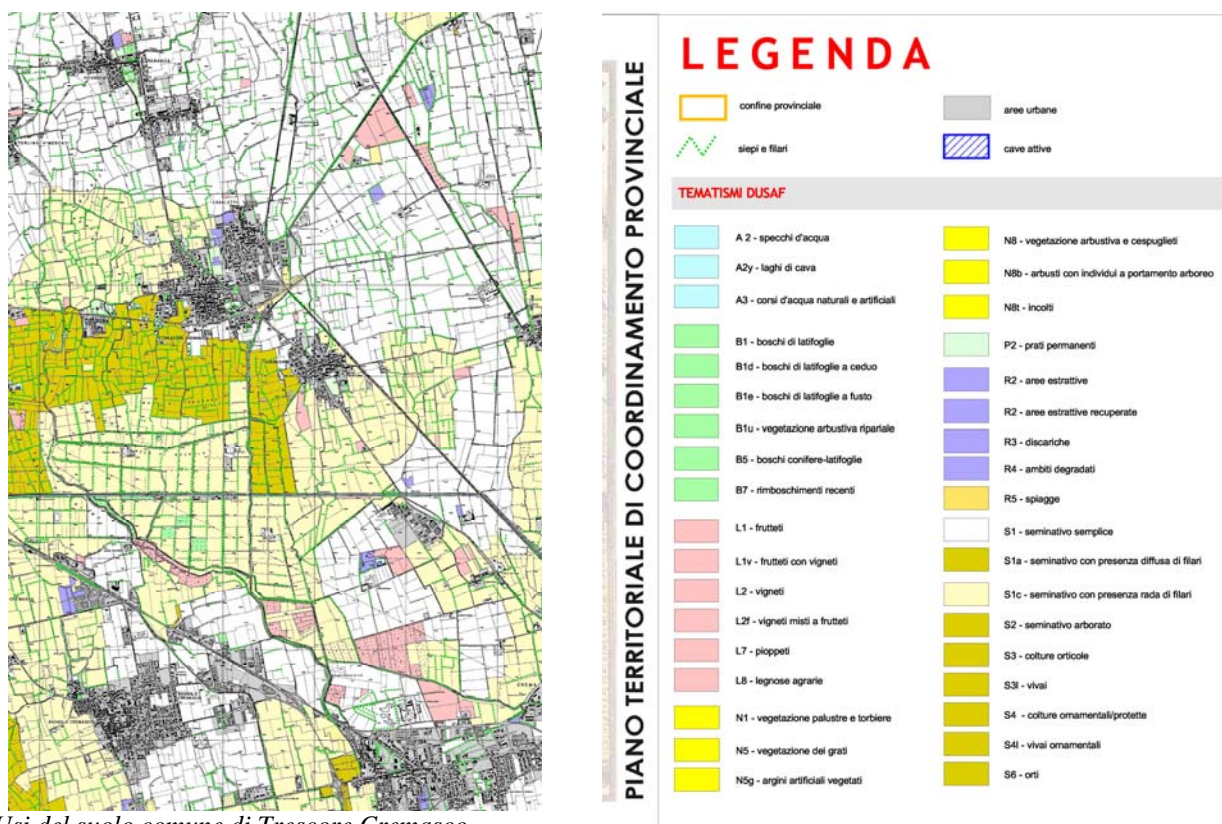 PIANO TERRITORIALE DI COORDINAMENTO PROVINCIALE
LEGENDA
confine provinciale
siepi e filari
aree urbane
cave attive
TEMATISMI DUSAF
A 2 - specchi d'acqua
A2y - laghi di cava
A3 - corsi d'acqua naturali e artificiali
B1 - boschi di latifoglie
B1d - boschi di latifoglie a ceduo
B1e - boschi di latifoglie a fusto
B1u - vegetazione arbustiva ripariale
B5 - boschi conifere-latifoglie
B7 - rimboschimenti recenti
L1 - frutteti
L1v - frutteti con vigneti
L2 - vigneti
L2f - vigneti misti a frutteti
L7 - pioppeti
L8 - legnose agrarie
N1 - vegetazione palustre e torbiere
N5 - vegetazione dei grati
N5g - argini artificiali vegetati
N8 - vegetazione arbustiva e cespuglieti
N8b - arbusti con individui a portamento arboreo
N8t - incolti
P2 - prati permanenti
R2 - aree estrattive
R2 - aree estrattive recuperate
R3 - discariche
R4 - ambiti degradati
R5 - spiagge
S1 - seminativo semplice
S1a - seminativo con presenza diffusa di filari
S1c - seminativo con presenza rada di filari
S2 - seminativo arborato
S3 - colture orticole
S3l - vivai
S4 - colture ornamentali/protette
S4l - vivai ornamentali
S6 - orti
Usi del suolo comune di Trescore Cremasco